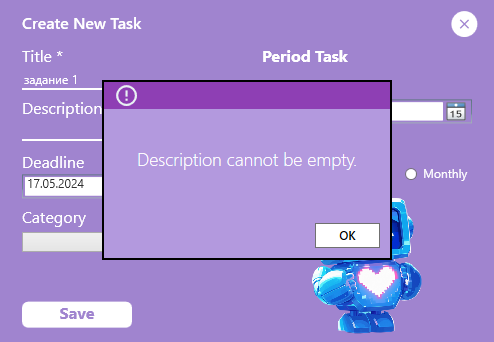 Create New Task
Title *
Period Task
задание 1
Description
15
Description cannot be empty.
Deadline
17.05.2024
Monthly
Category
OK
Save